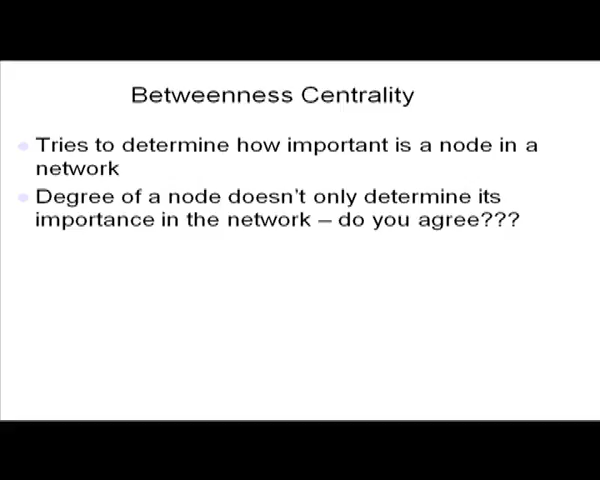 Betweenness Centrality
Tries to determine how important is a node in a
network
Degree of a node doesn't only determine its
importance in the network – do you agree???